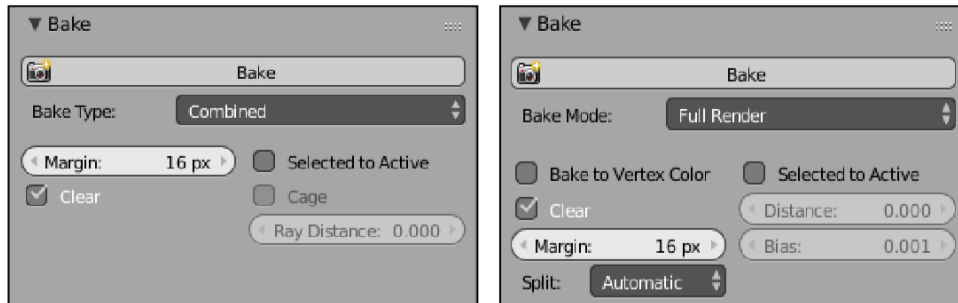 Bake
Bake
Bake Type: Combined
Margin: 16 px Selected to Active
Clear Cage
Ray Distance: 0.000
Bake
Bake
Bake Mode: Full Render
Bake to Vertex Color Selected to Active
Clear Distance: 0.000
Margin: 16 px Bias: 0.001
Split: Automatic